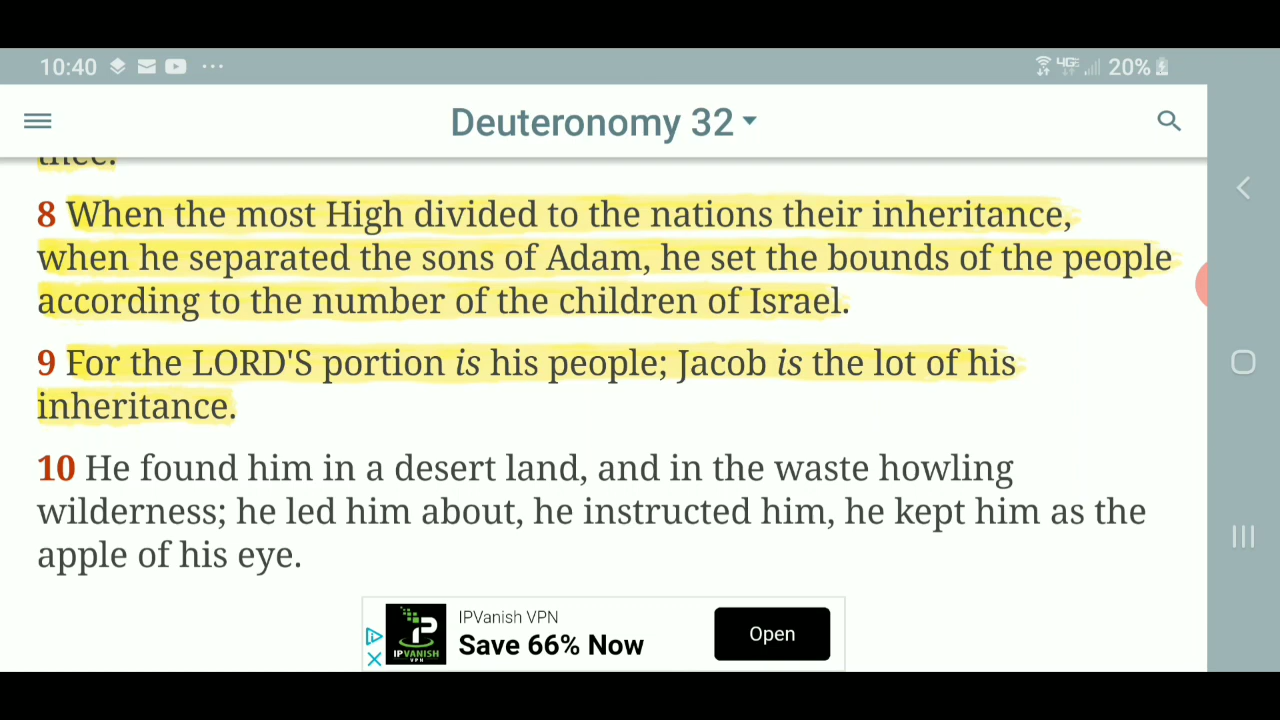 10:40 ... 4GE 20%
Deuteronomy 32
thee.
8 When the most High divided to the nations their inheritance,
when he separated the sons of Adam, he set the bounds of the people
according to the number of the children of Israel.
9 For the LORD'S portion is his people; Jacob is the lot of his
inheritance.
10 He found him in a desert land, and in the waste howling
wilderness; he led him about, he instructed him, he kept him as the
apple of his eye.
IPVanish VPN
Save 66% Now
Open
IPVANISH
VPN